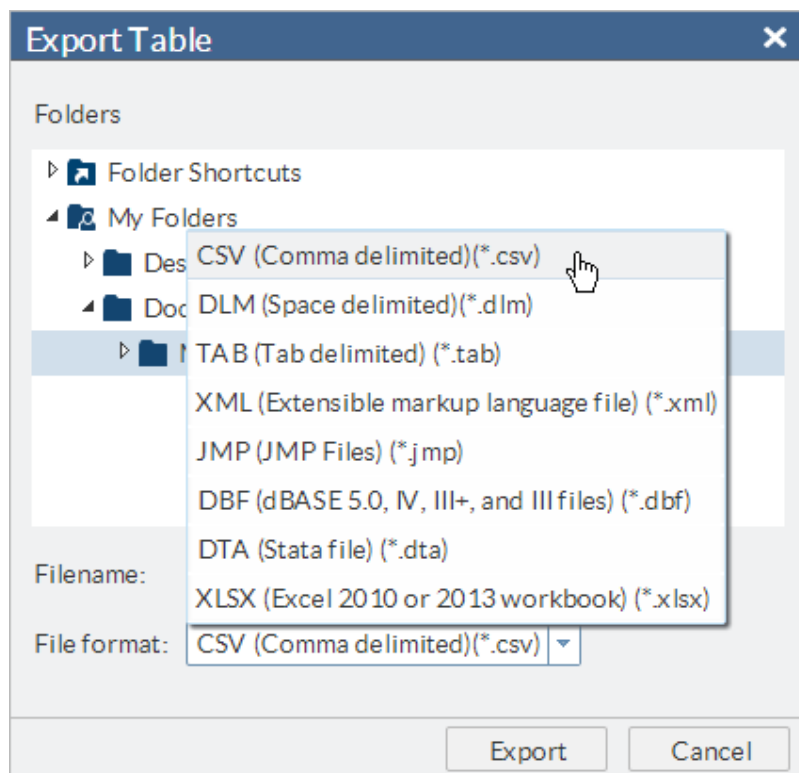 Export Table
Folders
Folder Shortcuts
My Folders
Des
Doc
CSV (Comma delimited)(*.csv)
DLM (Space delimited)(*.dlm)
TAB (Tab delimited) (*.tab)
XML (Extensible markup language file) (*.xml)
JMP (JMP Files) (*.jmp)
DBF (dBASE 5.0, IV, III+, and III files) (*.dbf)
DTA (Stata file) (*.dta)
XLSX (Excel 2010 or 2013 workbook) (*.xlsx)
Filename:
File format: CSV (Comma delimited)(*.csv)
Export Cancel